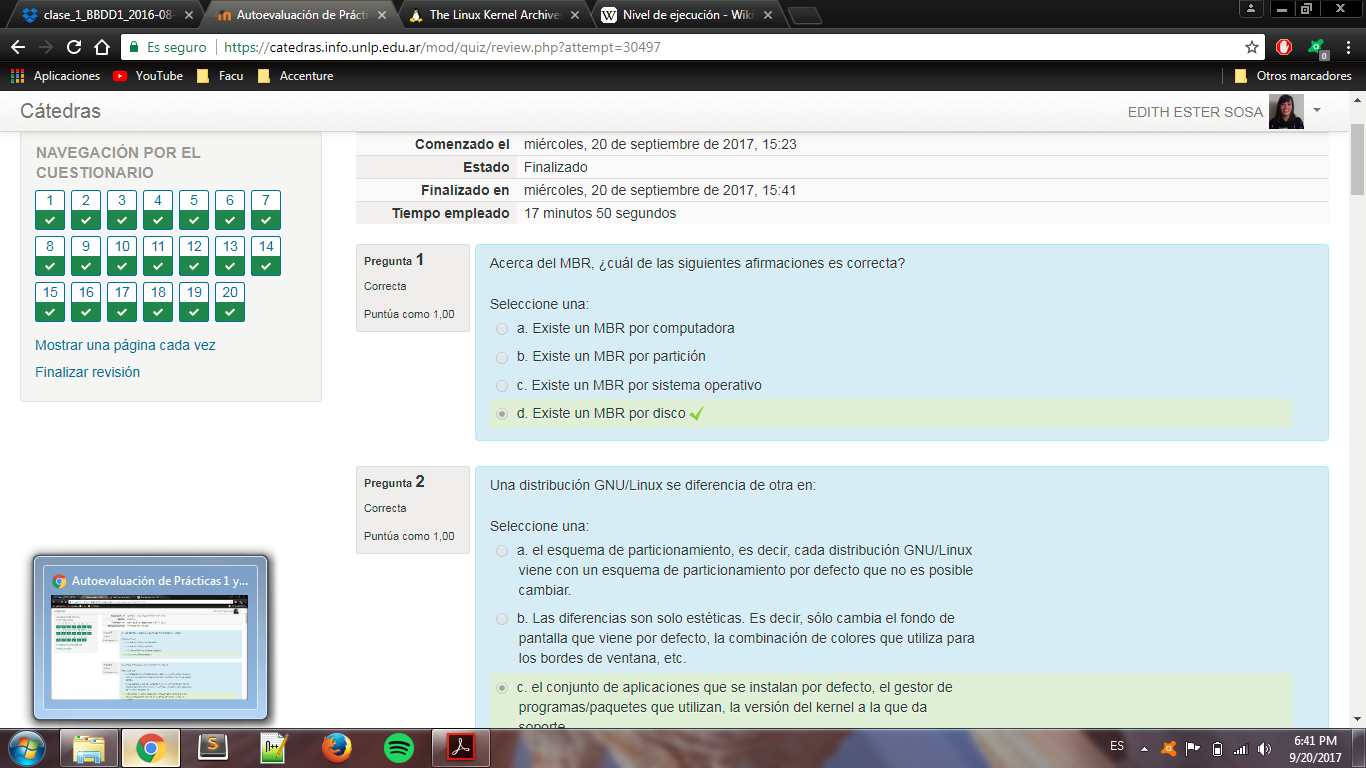 clase_1_BBDD1_2016-08-
Autoevaluación de Prácti
The Linux Kernel Archive
Nivel de ejecución - Wiki
Es seguro
https://catedras.info.unlp.edu.ar/mod/quiz/review.php?attempt=30497
0
Aplicaciones
YouTube
Facu
Accenture
Otros marcadores
Cátedras
EDITH ESTER SOSA
NAVEGACIÓN POR EL
CUESTIONARIO
1 2 3 4 5 6 7
8 9 10 11 12 13 14
15 16 17 18 19 20
Mostrar una página cada vez
Finalizar revisión
Comenzado el miércoles, 20 de septiembre de 2017, 15:23
Estado Finalizado
Finalizado en miércoles, 20 de septiembre de 2017, 15:41
Tiempo empleado 17 minutos 50 segundos
Pregunta 1
Correcta
Puntúa como 1,00
Acerca del MBR, ¿cuál de las siguientes afirmaciones es correcta?
Seleccione una:
a. Existe un MBR por computadora
b. Existe un MBR por partición
c. Existe un MBR por sistema operativo
d. Existe un MBR por disco
Pregunta 2
Correcta
Puntúa como 1,00
Una distribución GNU/Linux se diferencia de otra en:
Seleccione una:
a. el esquema de particionamiento, es decir, cada distribución GNU/Linux
viene con un esquema de particionamiento por defecto que no es posible
cambiar.
b. Las diferencias son solo estéticas. Es decir, sólo cambia el fondo de
pantalla que viene por defecto, la combinación de colores que utiliza para
los bordes de ventana, etc.
c. el conjunto de aplicaciones que se instalan por defecto, el gestor de
programas/paquetes que utilizan, la versión del kernel a la que da
soporte
Autoevaluación de Prácticas 1 y...
ES
6:41 PM
9/20/2017